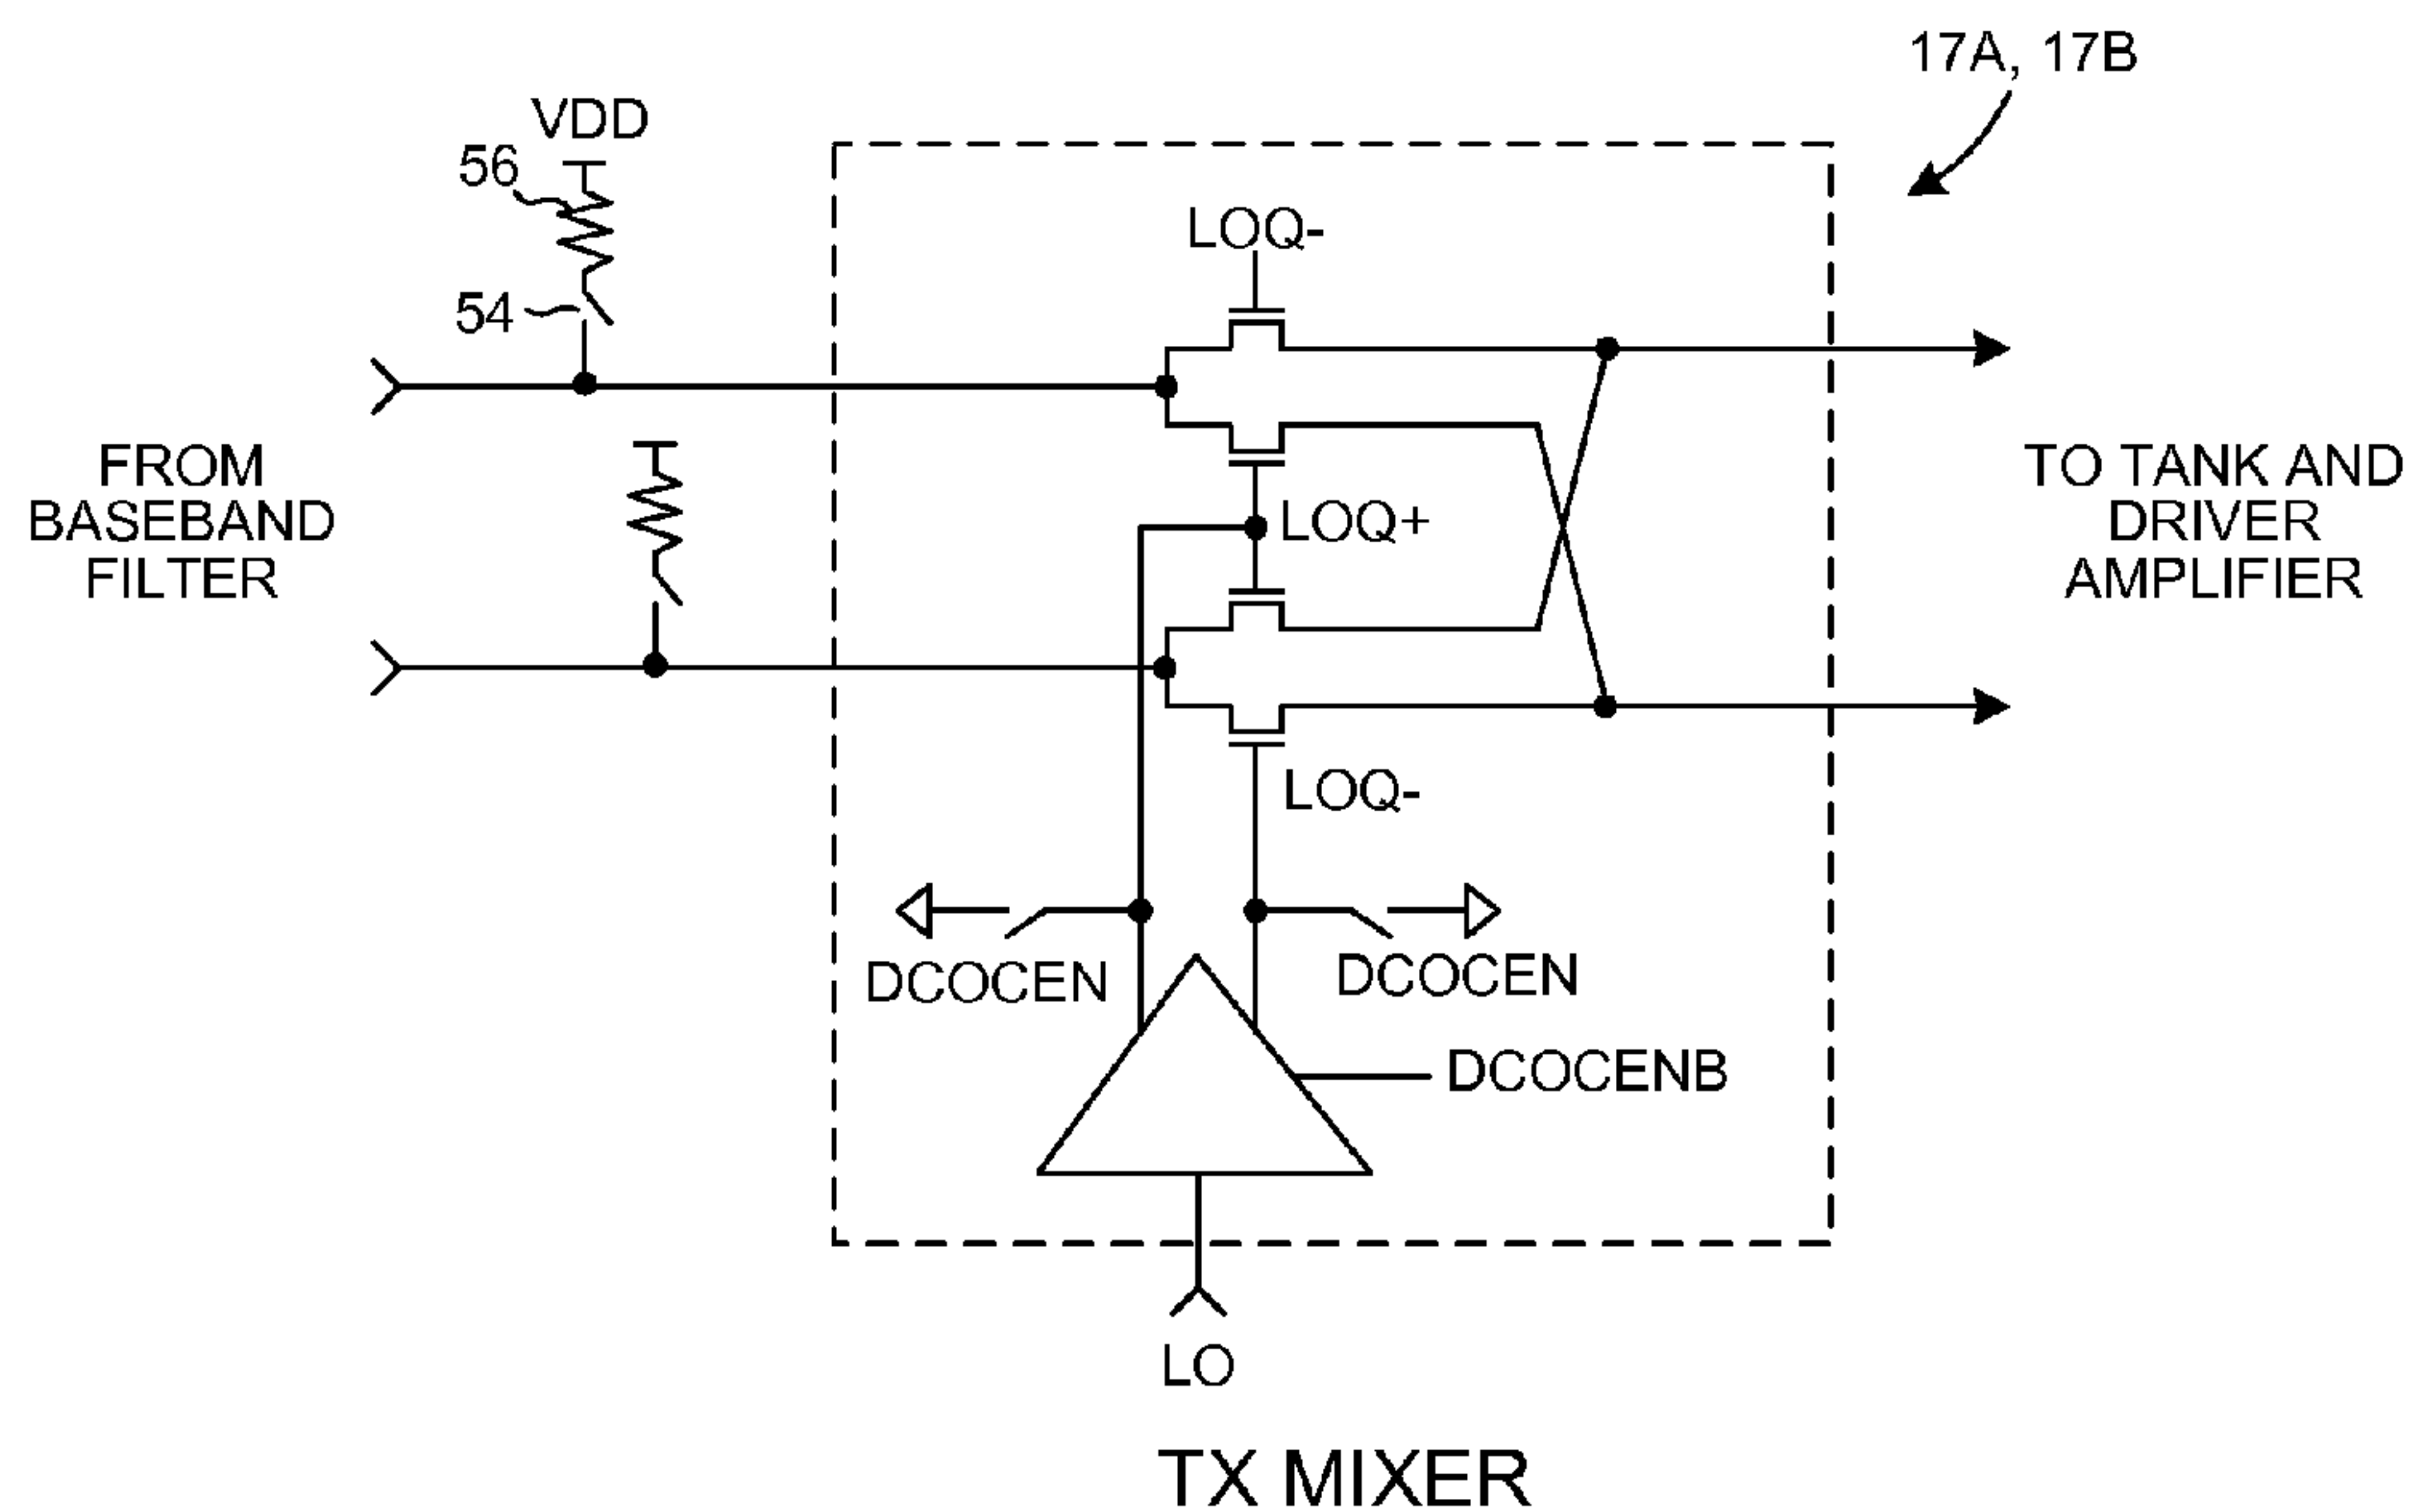 17A, 17B
VDD
56
LOQ-
54
FROM
BASEBAND
FILTER
LOQ+
TO TANK AND
DRIVER
AMPLIFIER
LOQ-
DCOCEN
DCOCEN
DCOCENB
LO
TX MIXER